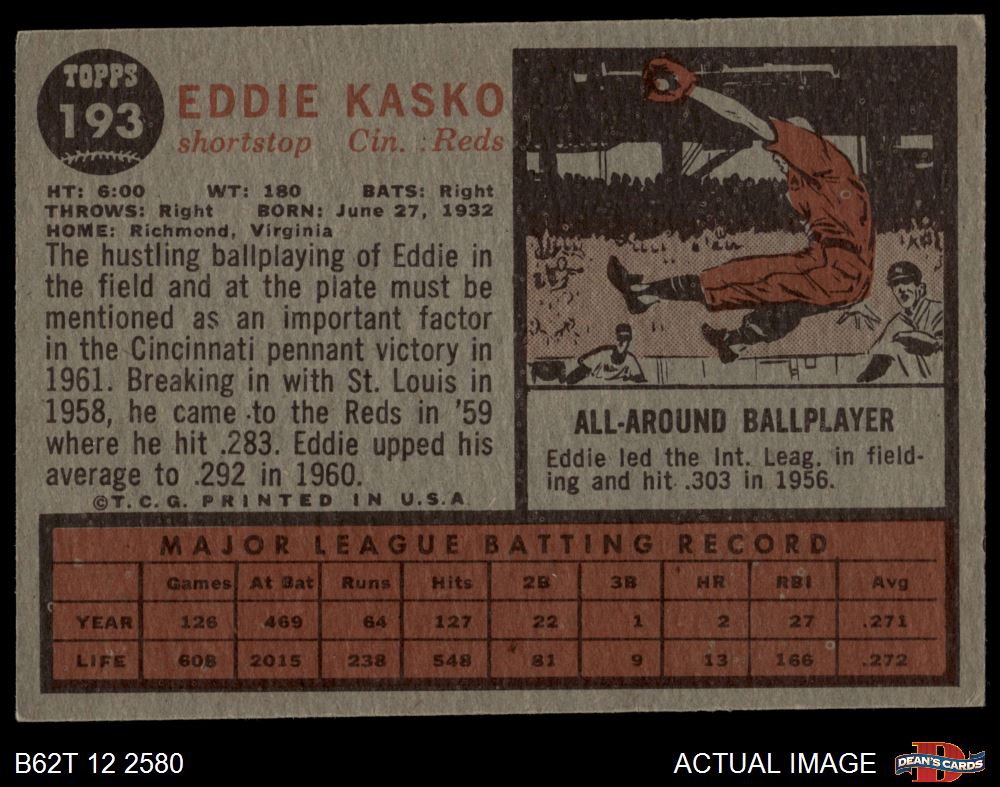 TOPPS
193
EDDIE KASKO
shortstop Cin. Reds
HT: 6:00 WT: 180 BATS: Right
THROWS: Right BORN: June 27, 1932
HOME: Richmond, Virginia
The hustling ballplaying of Eddie in
the field and at the plate must be
mentioned as an important factor
in the Cincinnati pennant victory in
1961. Breaking in with St. Louis in
1958, he came to the Reds in '59
where he hit .283. Eddie upped his
average to .292 in 1960.
©T.C.G. PRINTED IN U.S.A
ALL-AROUND BALLPLAYER
Eddie led the Int. Leag. in field-
ing and hit .303 in 1956.
MAJOR LEAGUE BATTING RECORD
Games At Bat Runs Hits 2B 3B HR RBI Avg
YEAR 126 469 64 127 22 1 2 27 .271
LIFE 608 2015 238 548 81 9 13 166 .272
B62T 12 2580
ACTUAL IMAGE
D
DEAN'S CARDS